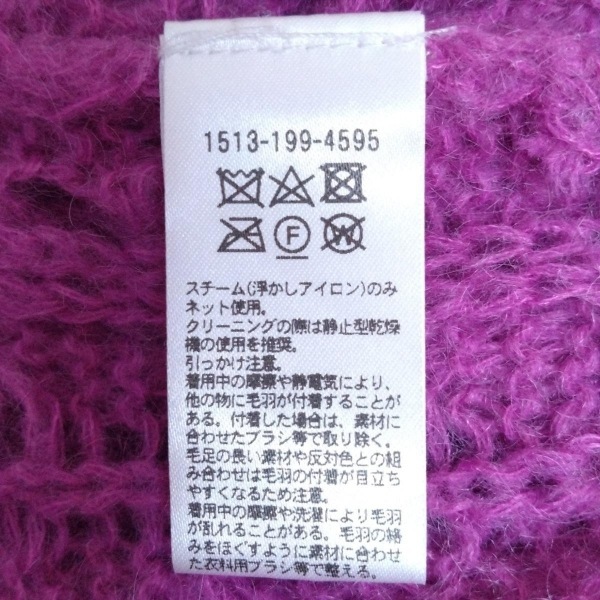 1513-199-4595
F
W
スチーム(浮かしアイロン)のみ
ネット使用。
クリーニングの際は静止型乾燥
機の使用を推奨。
引っかけ注意。
着用中の摩擦や静電気により、
他の物に毛羽が付着することが
ある。付着した場合は、素材に
合わせたブラシ等で取り除く。
毛足の長い素材や反対色との組
み合わせは毛羽の付着が目立ち
やすくなるため注意。
着用中の摩擦や洗濯により毛羽
が乱れることがある。毛羽の絡
みをほぐすように素材に合わせ
た衣料用ブラシ等で整える。